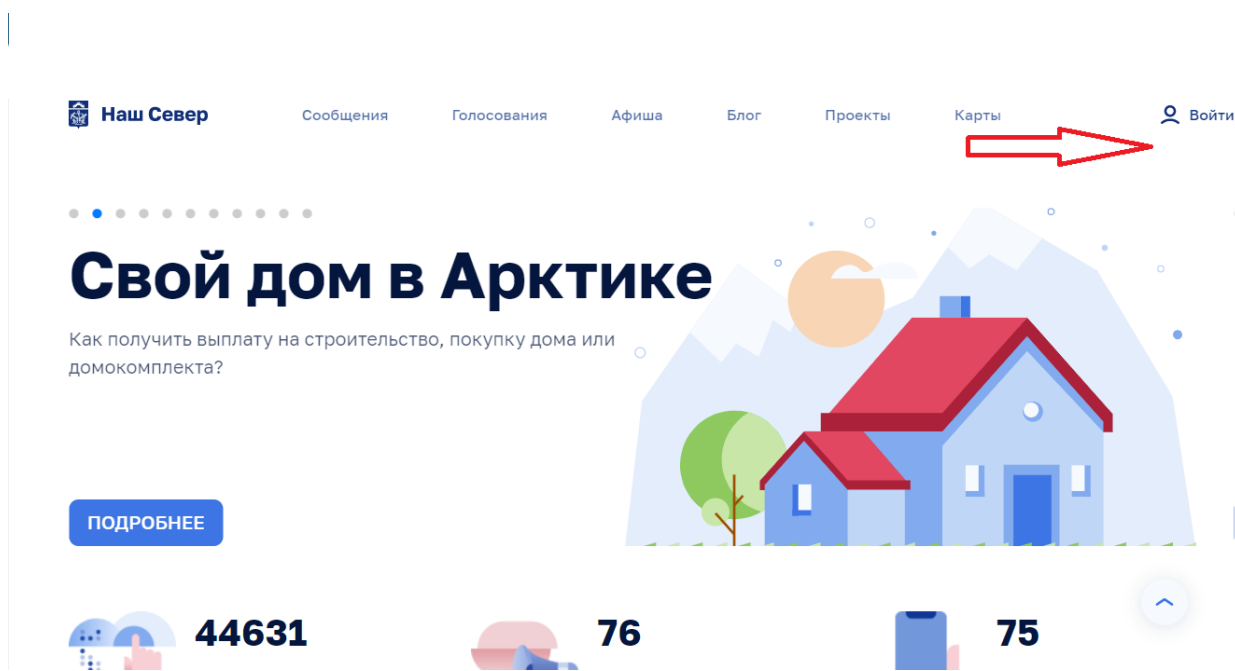 Наш Север
Сообщения
Голосования
Афиша
Блог
Проекты
Карты
Войти
Свой дом в Арктике
Как получить выплату на строительство, покупку дома или
домокомплекта?
ПОДРОБНЕЕ
44631
76
75